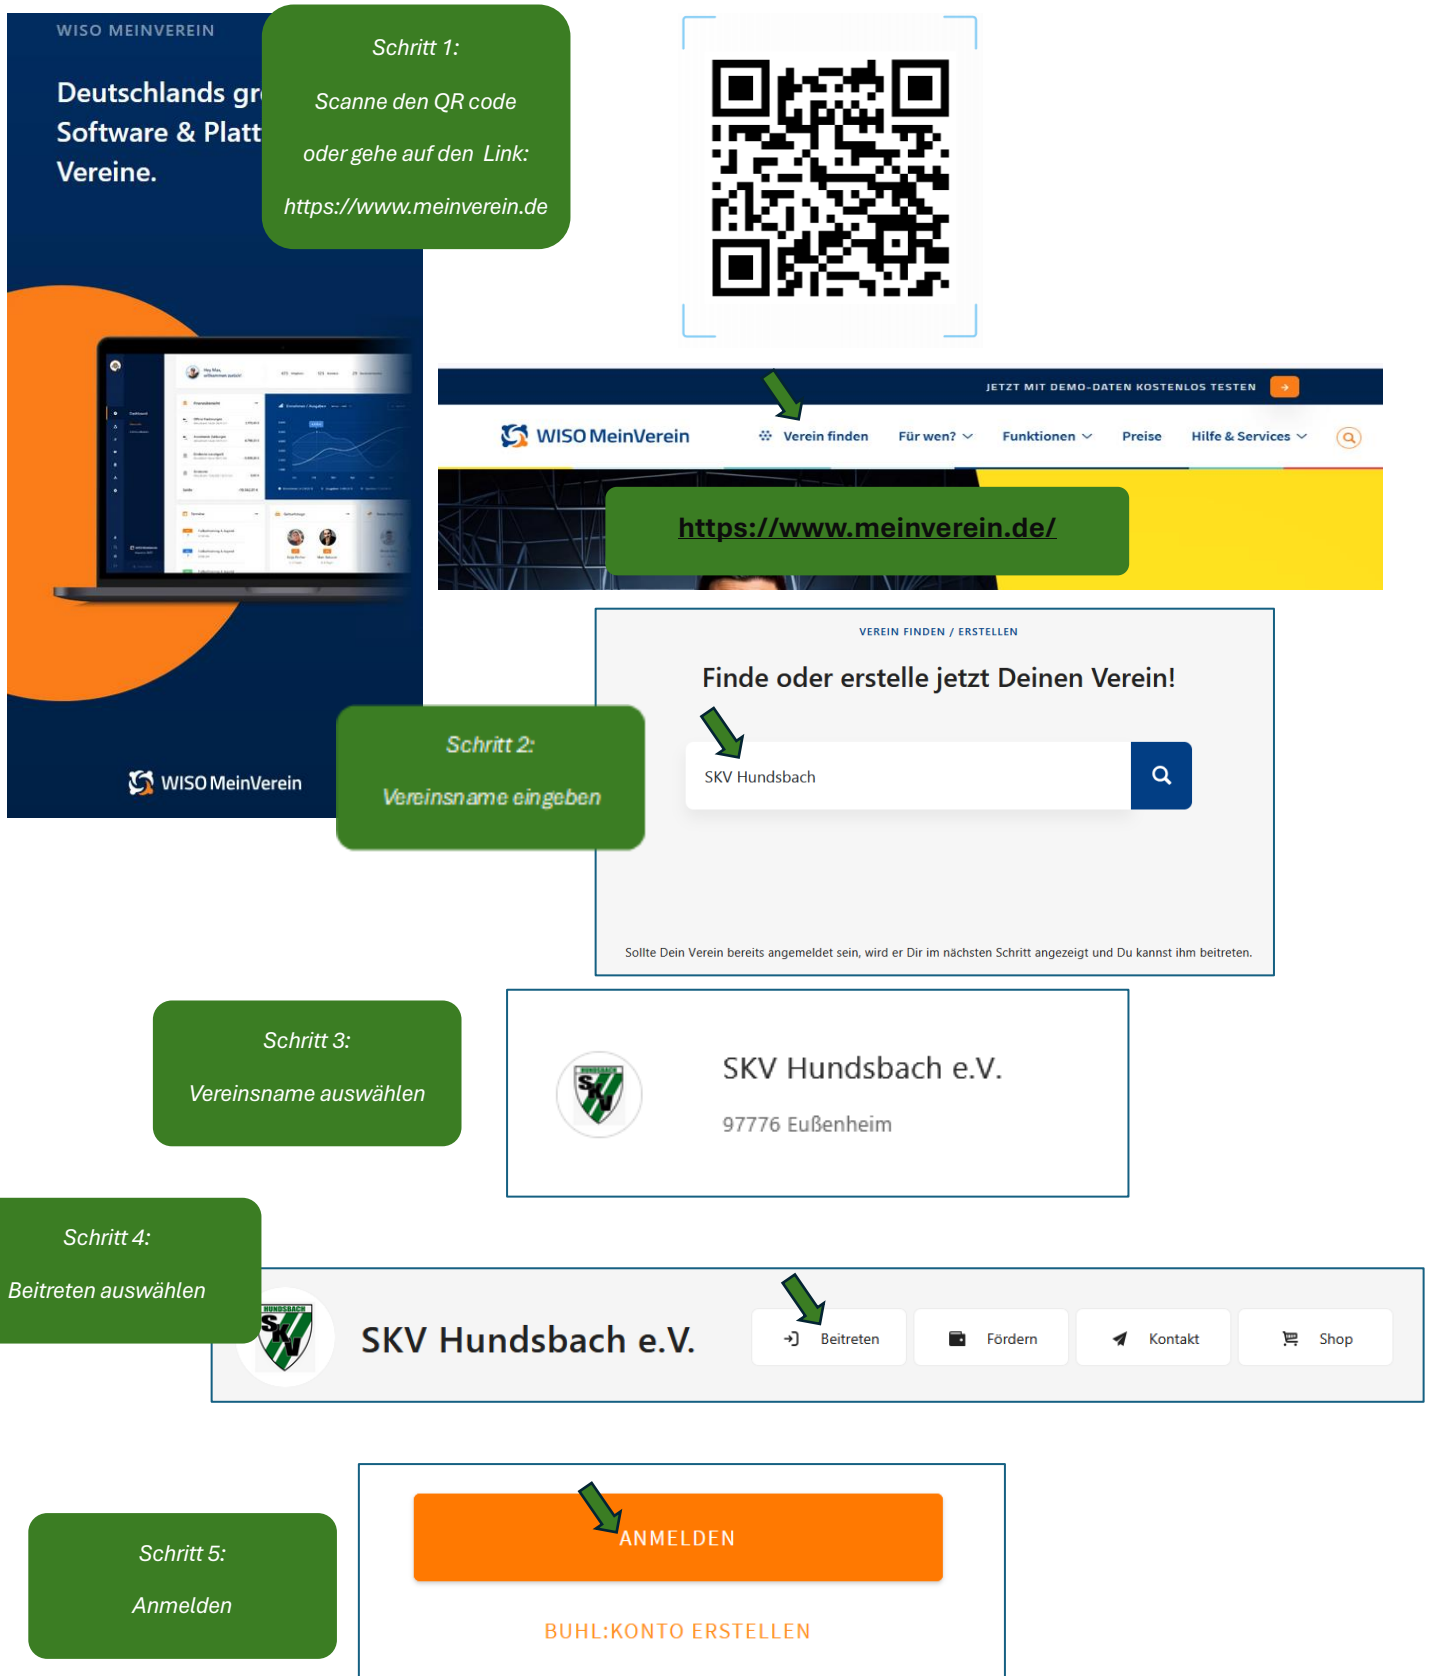 WISO MEINVEREIN
Deutschlands gr
Software & Platt
Vereine.
Schritt 1:
Scanne den QR code
oder gehe auf den Link:
https://www.meinverein.de
WISO MeinVerein
JETZT MIT DEMO-DATEN KOSTENLOS TESTEN
WISO MeinVerein
Verein finden
Für wen?
Funktionen
Preise
Hilfe & Services
https://www.meinverein.de/
VEREIN FINDEN / ERSTELLEN
Finde oder erstelle jetzt Deinen Verein!
Schritt 2:
Vereinsname eingeben
SKV Hundsbach
Sollte Dein Verein bereits angemeldet sein, wird er Dir im nächsten Schritt angezeigt und Du kannst ihm beitreten.
Schritt 3:
Vereinsname auswählen
HUNDSBACH
SKV
SKV Hundsbach e.V.
97776 Eußenheim
Schritt 4:
Beitreten auswählen
HUNDSBACH
SKV
SKV Hundsbach e.V.
Beitreten
Fördern
Kontakt
Shop
Schritt 5:
Anmelden
ANMELDEN
BUHL:KONTO ERSTELLEN